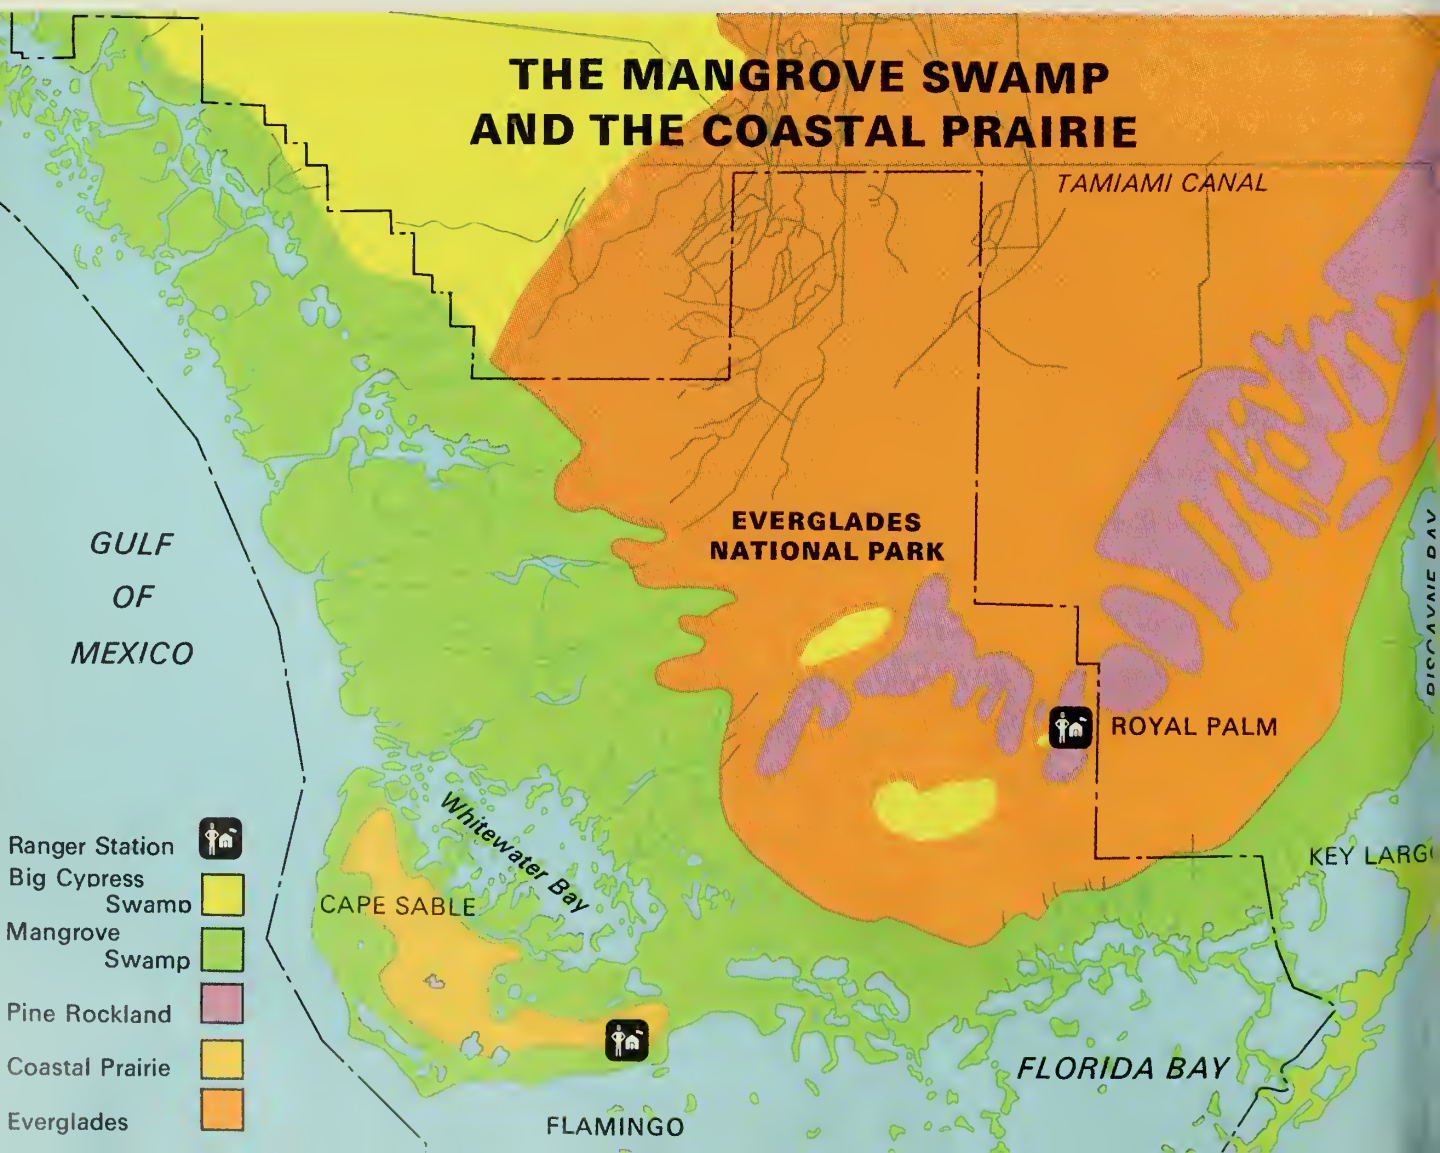 THE MANGROVE SWAMP
AND THE COASTAL PRAIRIE
TAMIAMI CANAL
EVERGLADES
NATIONAL PARK
GULF
OF
MEXICO
BISCAYNE BAY
ROYAL PALM
Whitewater Bay
KEY LARG
CAPE SABLE
FLORIDA BAY
FLAMINGO
Ranger Station
Big Cypress
Swamp
Mangrove
Swamp
Pine Rockland
Coastal Prairie
Everglades